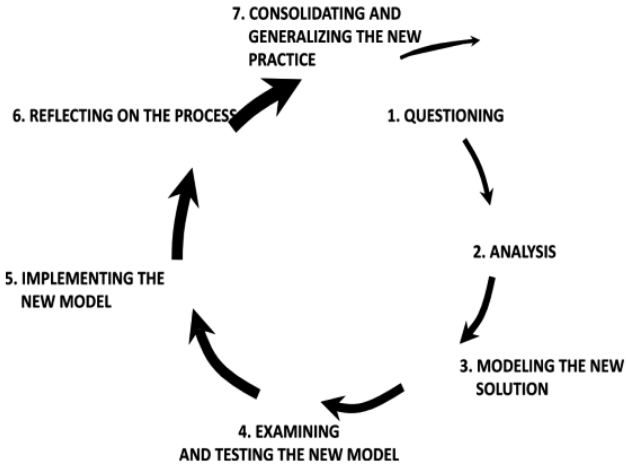 7. CONSOLIDATING AND
GENERALIZING THE NEW
PRACTICE
1. QUESTIONING
2. ANALYSIS
3. MODELING THE NEW
SOLUTION
4. EXAMINING
AND TESTING THE NEW MODEL
5. IMPLEMENTING THE
NEW MODEL
6. REFLECTING ON THE PROCESS